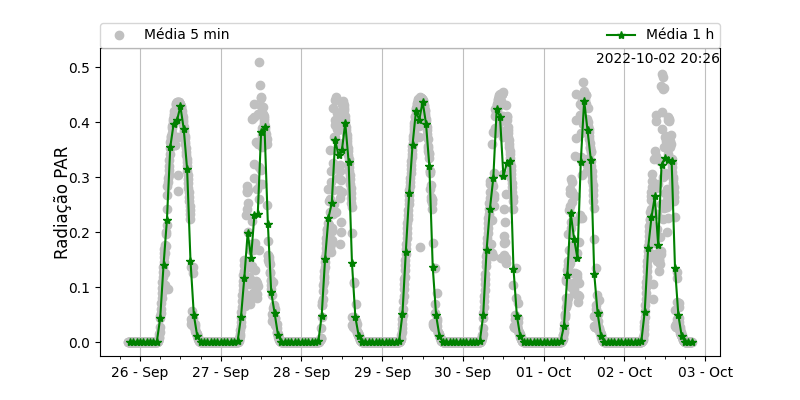 Média 5 min
Média 1 h
2022-10-02 20:26
Radiação PAR
0.5
0.4
0.3
0.2
0.1
0.0
26 - Sep
27 - Sep
28 - Sep
29 - Sep
30 - Sep
01 - Oct
02 - Oct
03 - Oct